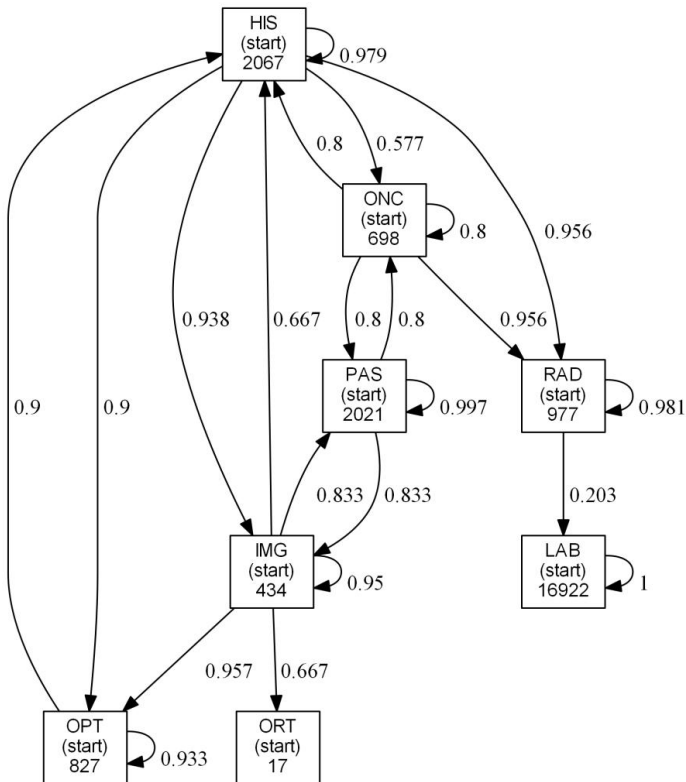 HIS
(start)
2067
0.979
0.8
0.577
ONC
(start)
698
0.8
0.956
0.938
0.667
0.8
0.8
0.956
PAS
(start)
2021
0.997
RAD
(start)
977
0.981
0.9
0.9
0.833
0.833
0.203
IMG
(start)
434
0.95
LAB
(start)
16922
1
0.957
0.667
OPT
(start)
827
0.933
ORT
(start)
17